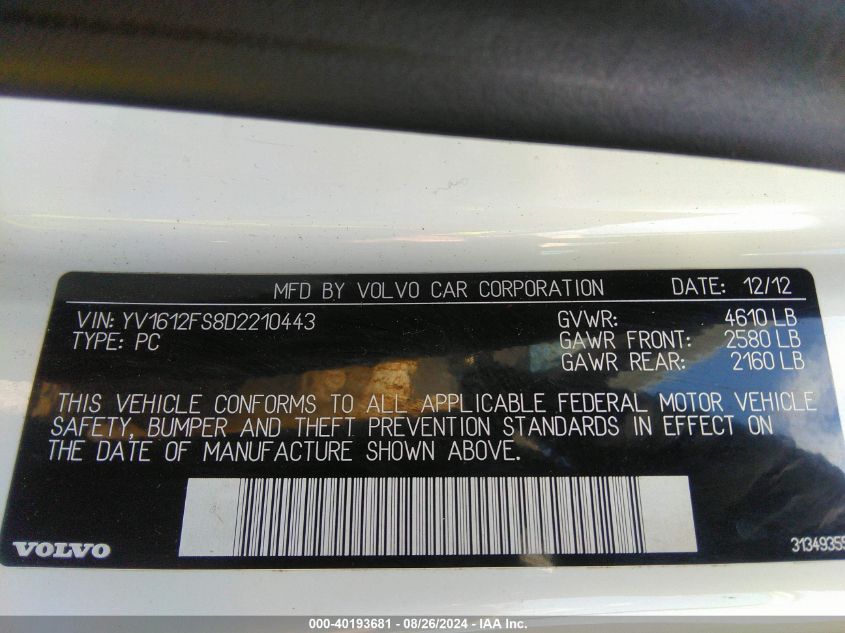 MFD BY VOLVO CAR CORPORATION DATE: 12/12
VIN: YV1612FS8D2210443 GVWR: 4610 LB
TYPE: PC GAWR FRONT: 2580 LB
GAWR REAR: 2160 LB
THIS VEHICLE CONFORMS TO ALL APPLICABLE FEDERAL MOTOR VEHICLE
SAFETY, BUMPER AND THEFT PREVENTION STANDARDS IN EFFECT ON
THE DATE OF MANUFACTURE SHOWN ABOVE.
VOLVO 31349355
000-40193681 - 08/26/2024 - IAA Inc.